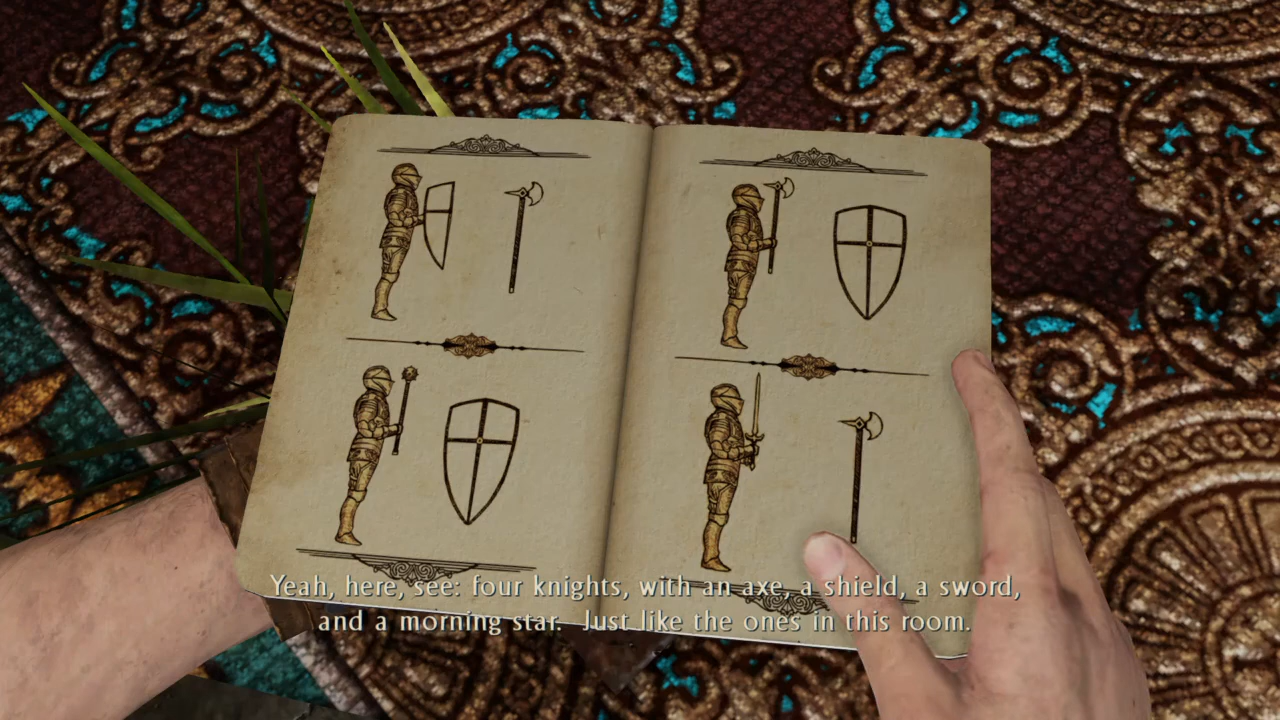 Yeah, here, see: four knights, with an axe, a shield, a sword,
and a morning star.  Just like the ones in this room.